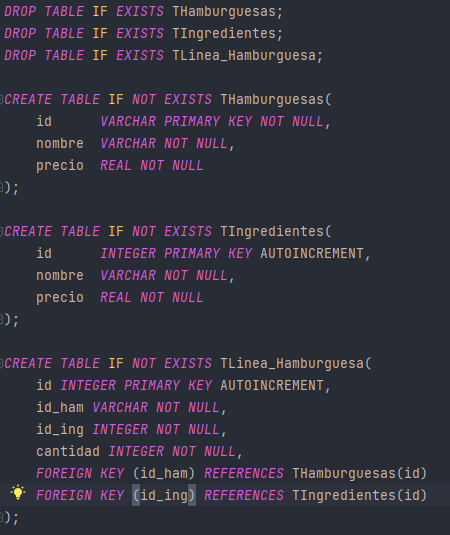 DROP TABLE IF EXISTS THamburguesas;
DROP TABLE IF EXISTS TIngredientes;
DROP TABLE IF EXISTS TLinea_Hamburguesa;
CREATE TABLE IF NOT EXISTS THamburguesas(
id VARCHAR PRIMARY KEY NOT NULL,
nombre VARCHAR NOT NULL,
precio REAL NOT NULL
);
CREATE TABLE IF NOT EXISTS TIngredientes(
id INTEGER PRIMARY KEY AUTOINCREMENT,
nombre VARCHAR NOT NULL,
precio REAL NOT NULL
);
CREATE TABLE IF NOT EXISTS TLinea_Hamburguesa(
id INTEGER PRIMARY KEY AUTOINCREMENT,
id_ham VARCHAR NOT NULL,
id_ing INTEGER NOT NULL,
cantidad INTEGER NOT NULL,
FOREIGN KEY (id_ham) REFERENCES THamburguesas(id)
FOREIGN KEY (id_ing) REFERENCES TIngredientes(id)
);